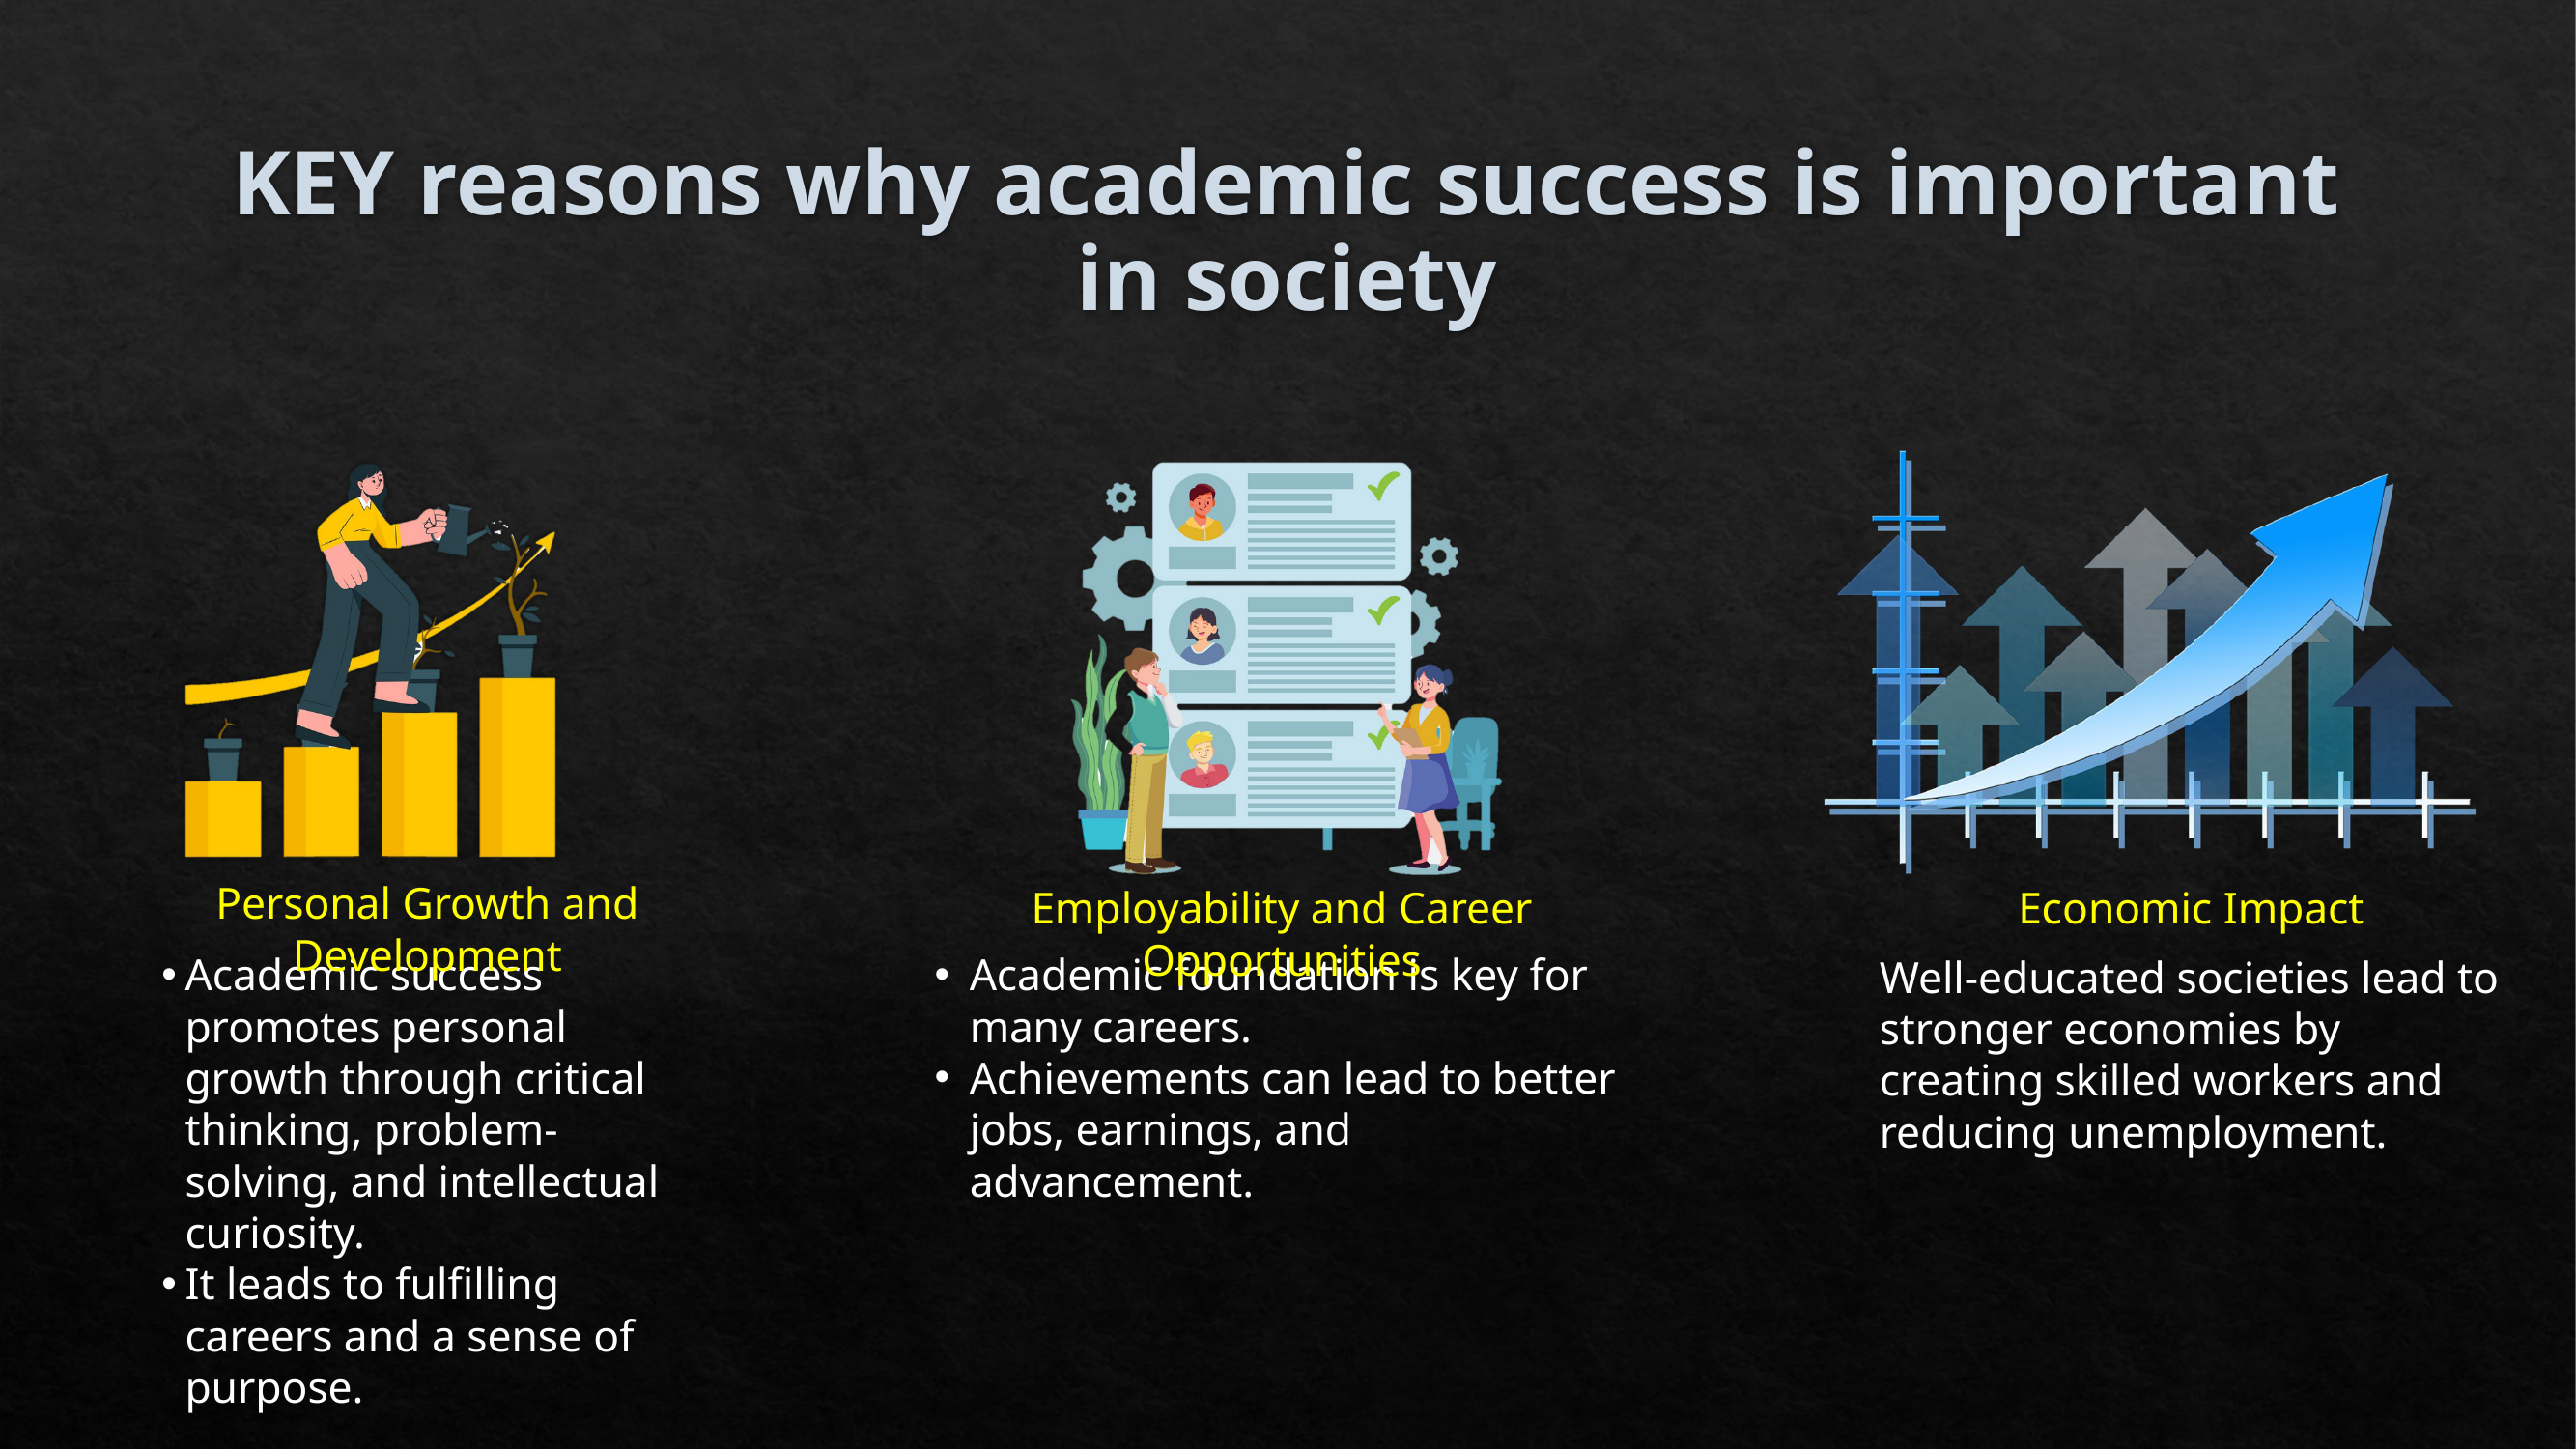 KEY reasons why academic success is important
in society
Personal Growth and
Development
• Academic success
promotes personal
growth through critical
thinking, problem-
solving, and intellectual
curiosity.
• It leads to fulfilling
careers and a sense of
purpose.
Employability and Career
Opportunities
• Academic foundation is key for
many careers.
• Achievements can lead to better
jobs, earnings, and
advancement.
Economic Impact
Well-educated societies lead to
stronger economies by
creating skilled workers and
reducing unemployment.